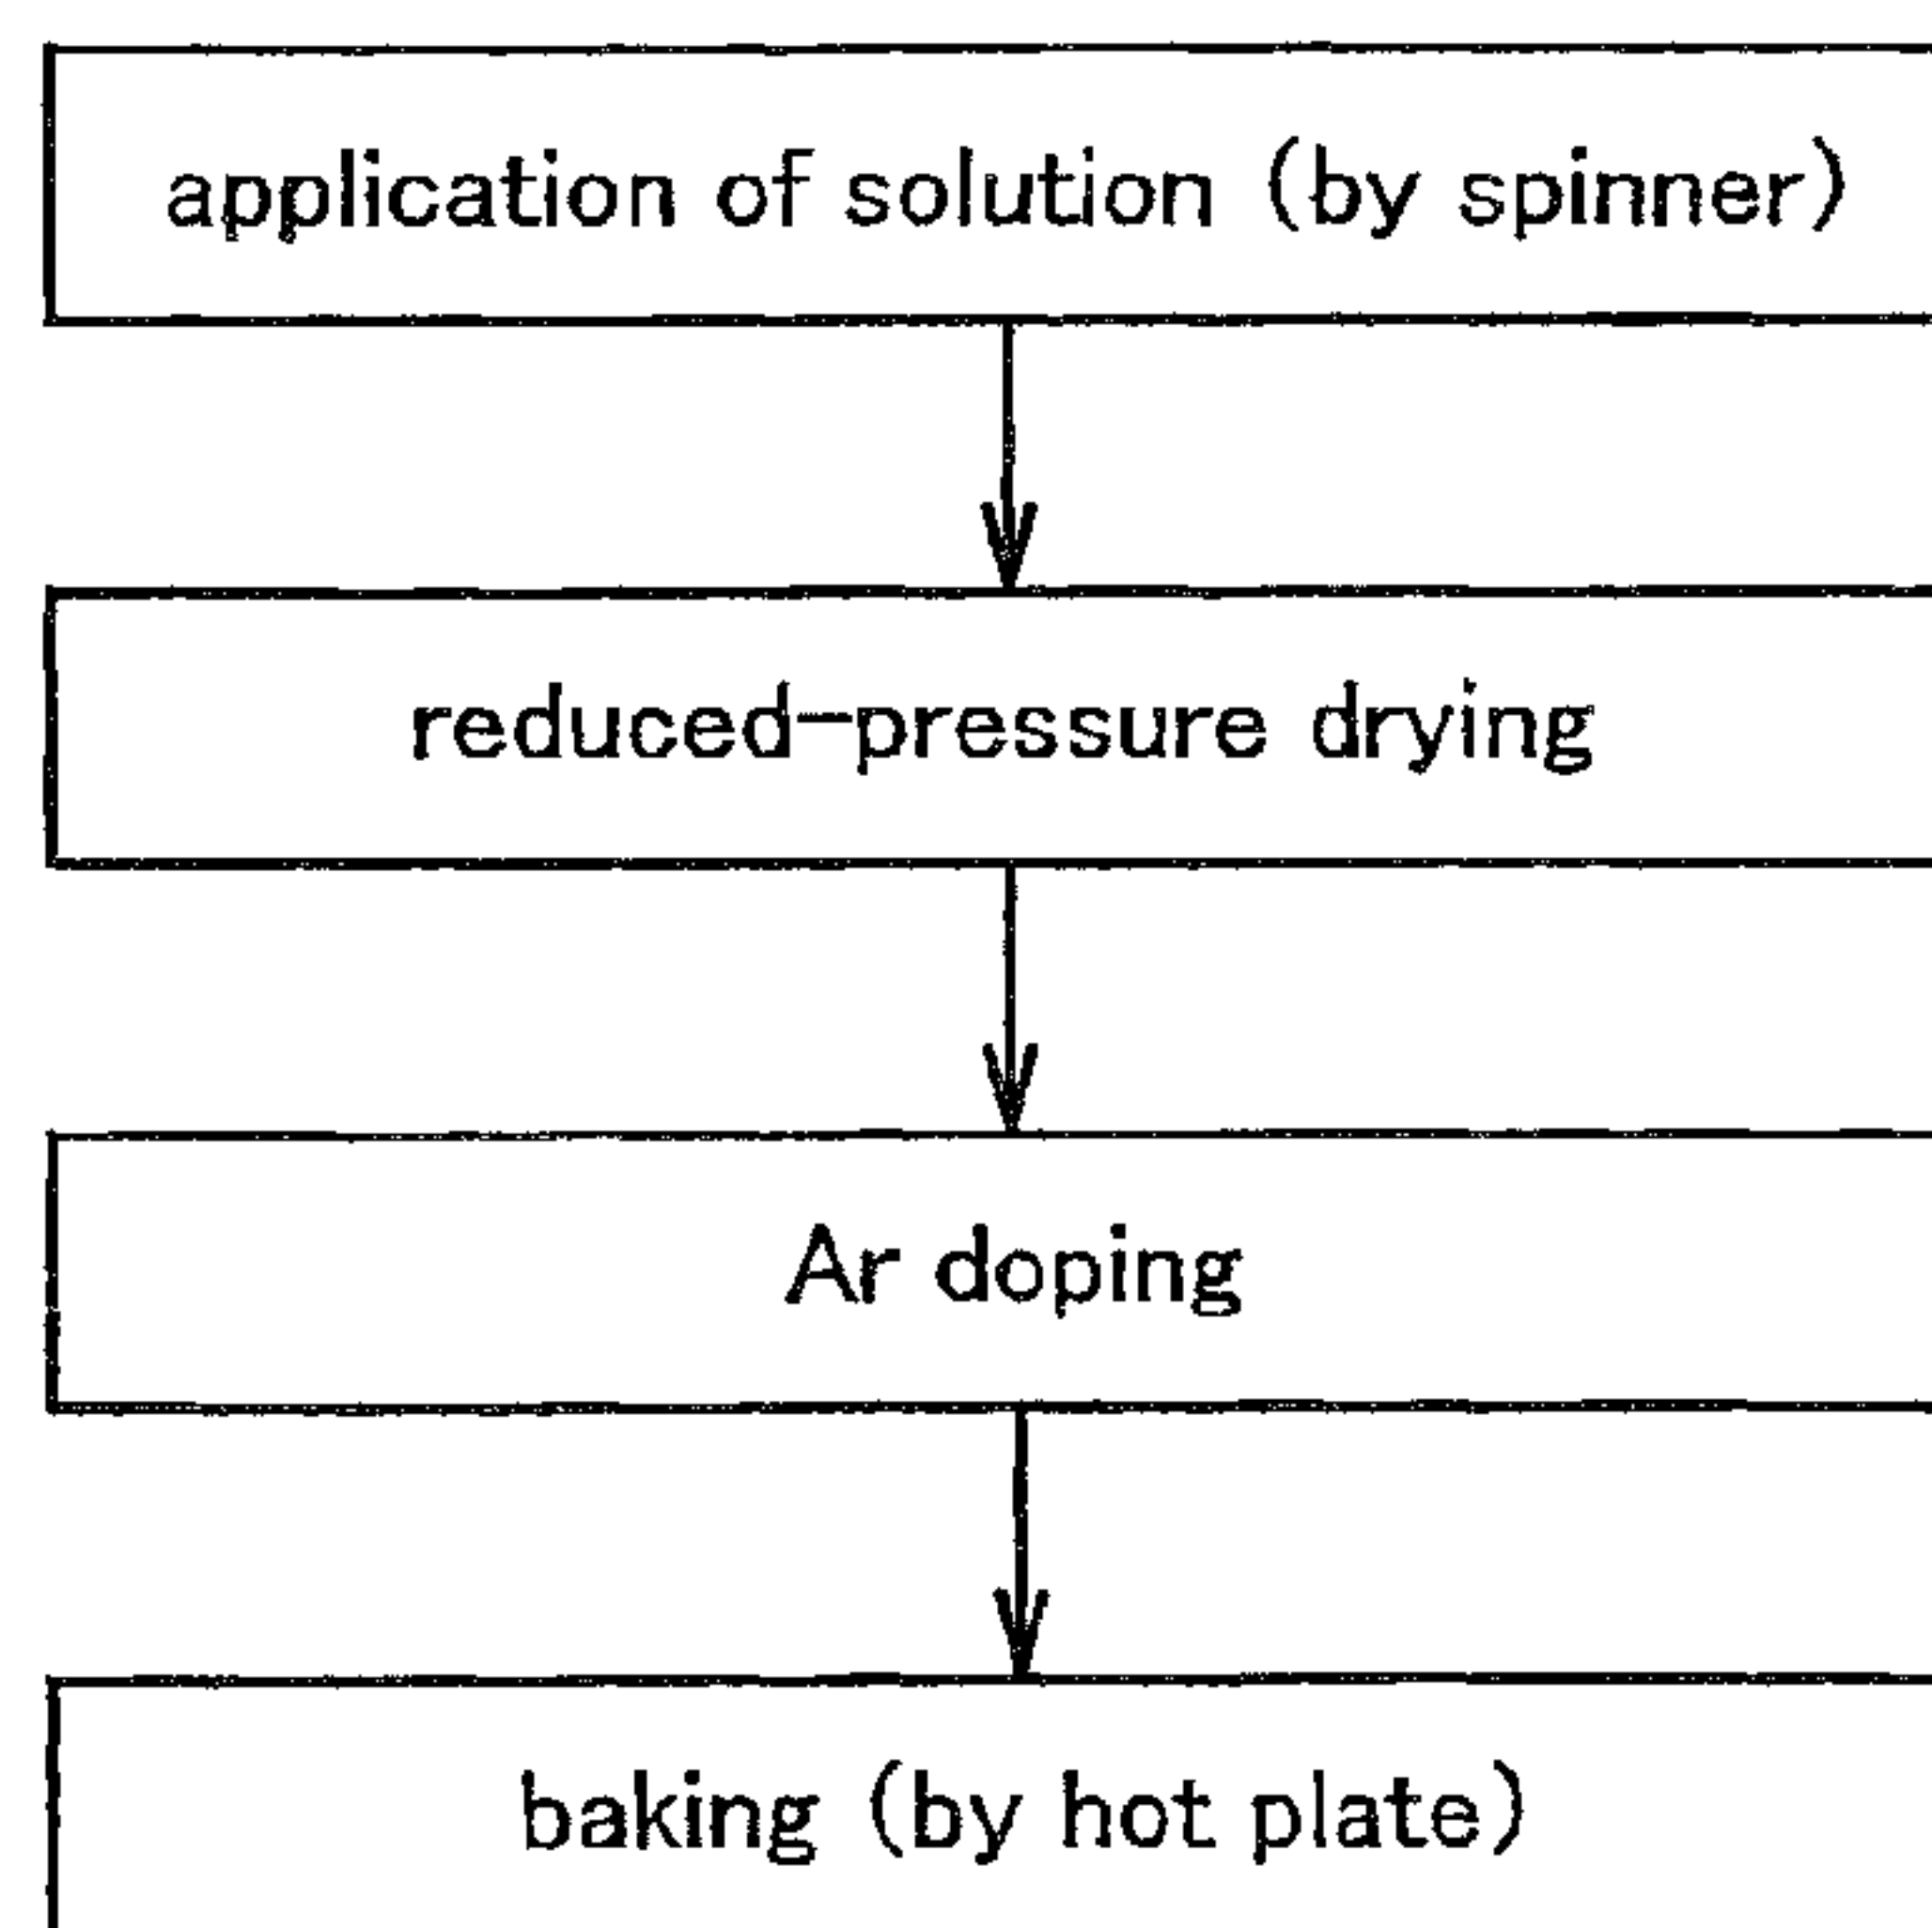 application of solution (by spinner)
reduced-pressure drying
Ar doping
baking (by hot plate)